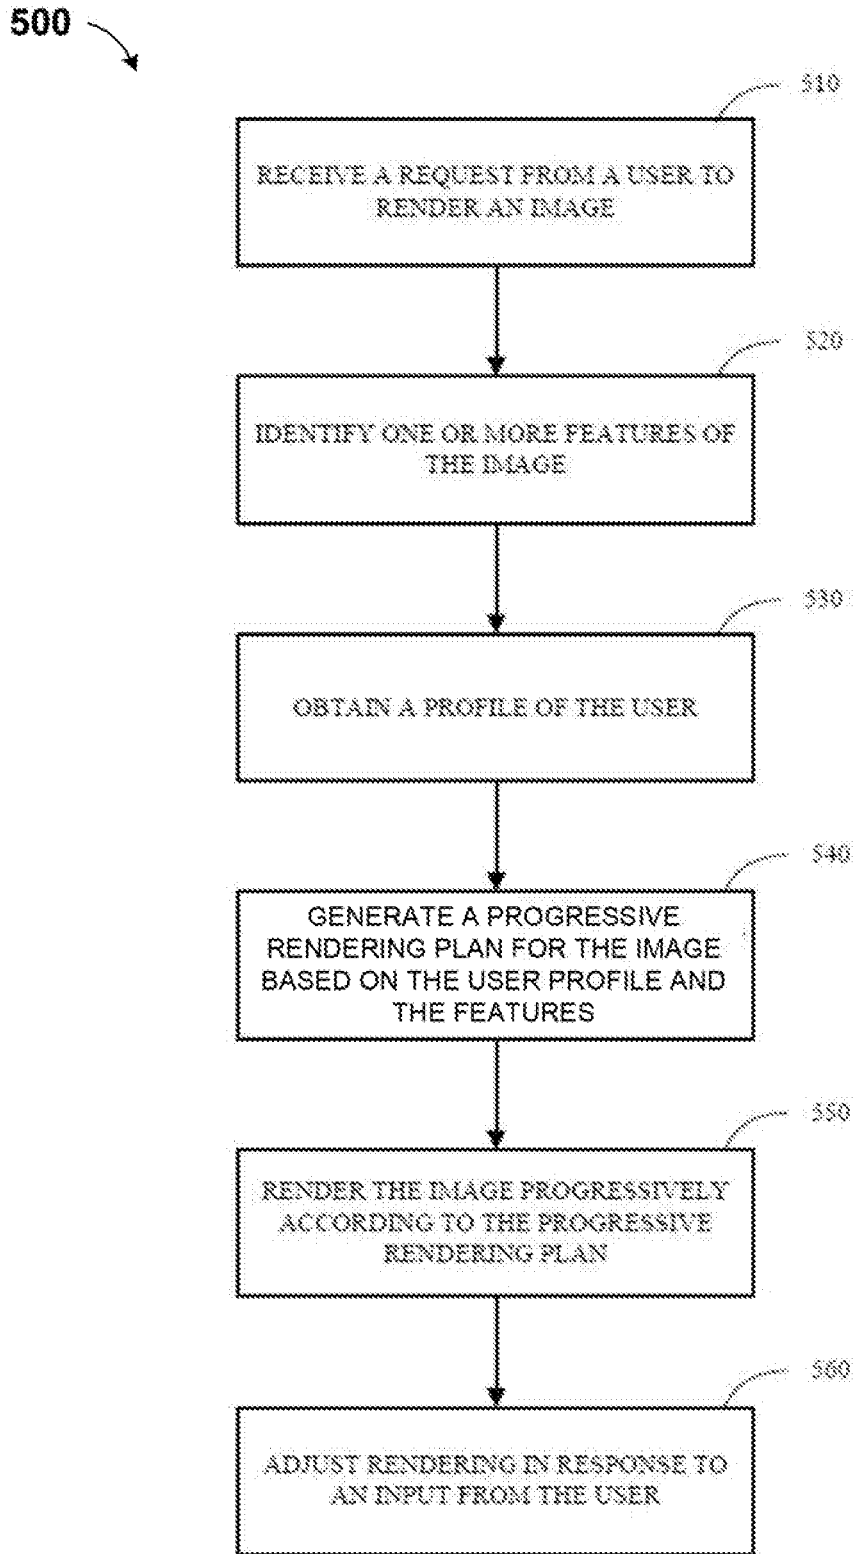 500
510
RECEIVE A REQUEST FROM A USER TO
RENDER AN IMAGE
520
IDENTIFY ONE OR MORE FEATURES OF
THE IMAGE
530
OBTAIN A PROFILE OF THE USER
540
GENERATE A PROGRESSIVE
RENDERING PLAN FOR THE IMAGE
BASED ON THE USER PROFILE AND
THE FEATURES
550
RENDER THE IMAGE PROGRESSIVELY
ACCORDING TO THE PROGRESSIVE
RENDERING PLAN
560
ADJUST RENDERING IN RESPONSE TO
AN INPUT FROM THE USER